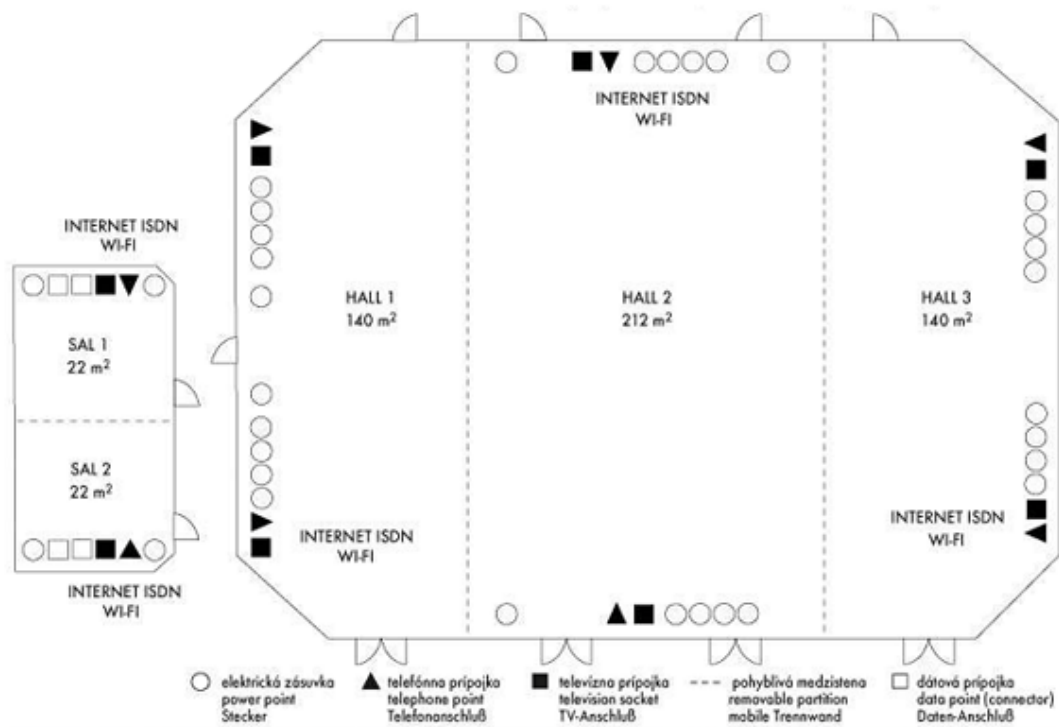 INTERNET ISDN
WI-FI
INTERNET ISDN
WI-FI
HALL 1
140 m²
HALL 2
212 m²
HALL 3
140 m²
SAL 1
22 m²
SAL 2
22 m²
INTERNET ISDN
WI-FI
INTERNET ISDN
WI-FI
INTERNET ISDN
WI-FI
elektrická zásuvka
power point
Stecker
telefónna prípojka
telephone point
Telefonanschluß
televízna prípojka
television socket
TV-Anschluß
pohyblivá medzistena
removable partition
mobile Trennwand
dátová prípojka
data point (connector)
Daten-Anschluß